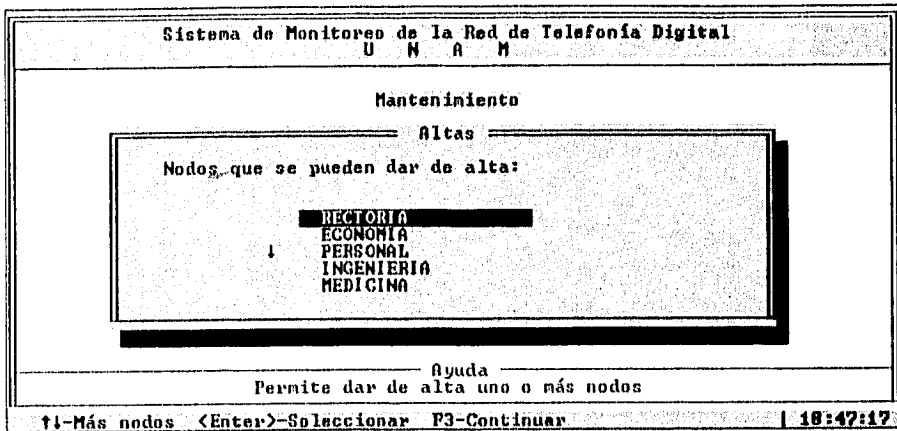 Sistema de Monitoreo de la Red de Telefonía Digital
U N A M
Mantenimiento
Altas
Nodos que se pueden dar de alta:
RECTORIA
ECONOMIA
↓ PERSONAL
INGENIERIA
MEDICINA
Ayuda
Permite dar de alta uno o más nodos
↑↓-Más nodos <Enter>-Seleccionar F3-Continuar | 18:47:17